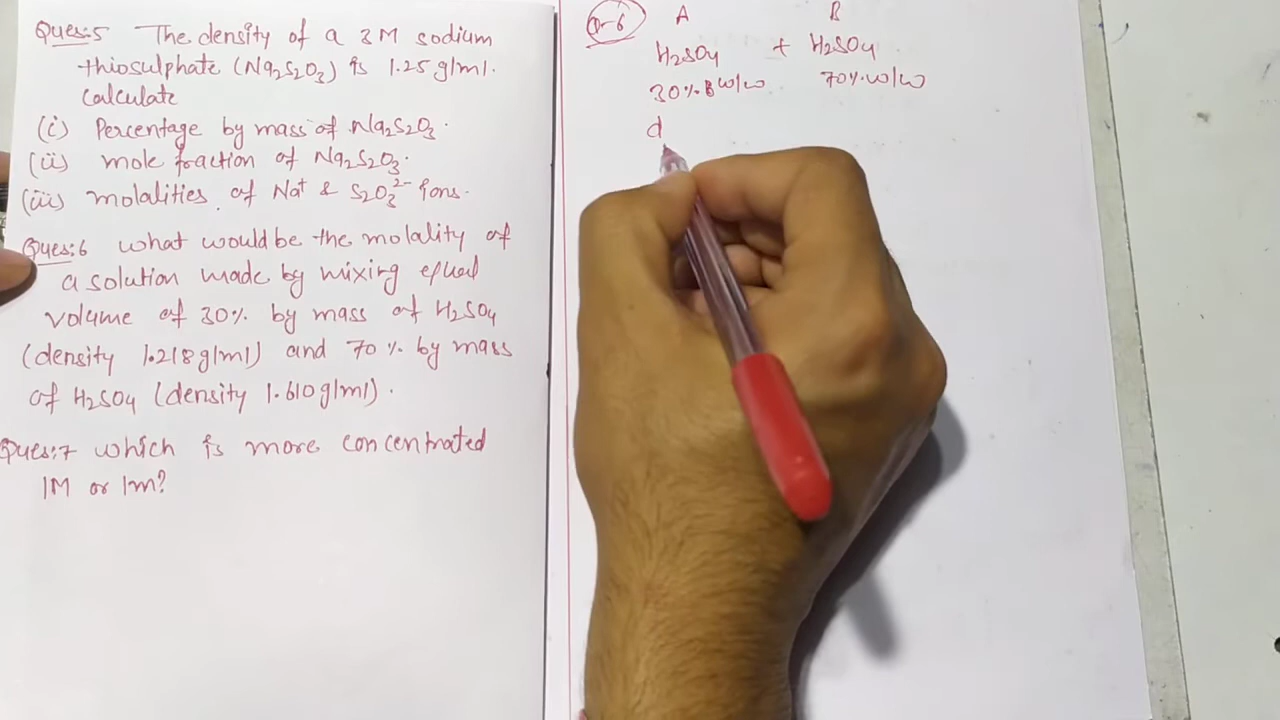 Ques:5 The density of a 3 M sodium
thiosulphate (Na2S2O3) is 1.25 g/ml.
Calculate
(i) Percentage by mass of Na2S2O3.
(ii) mole fraction of Na2S2O3.
(iii) molalities of Na+ & S2O3^2- ions.
Ques:6 what would be the molality of
a solution made by mixing equal
volume of 30% by mass of H2SO4
(density 1.218 g/ml) and 70% by mass
of H2SO4 (density 1.610 g/ml).
Ques:7 which is more concentrated
1M or 1m?
Q-6 A B
H2SO4 + H2SO4
30% w/w 70% w/w
d